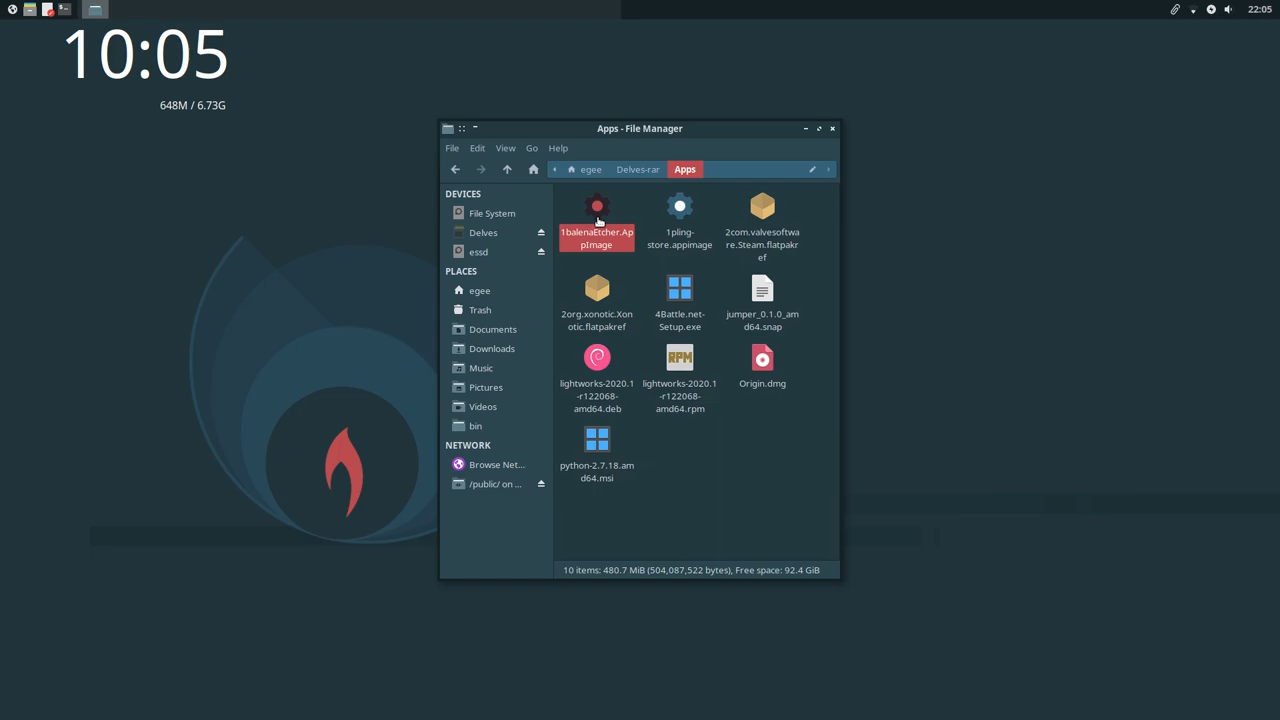 22:05
10:05
648M / 6.73G
Apps - File Manager
File Edit View Go Help
egee Delves-rar Apps
DEVICES
File System
Delves
essd
PLACES
egee
Trash
Documents
Downloads
Music
Pictures
Videos
bin
NETWORK
Browse Net...
/public/ on ...
1balenaEtcher.Ap
pImage
1pling-
store.appimage
2com.valvesoftwa
re.Steam.flatpakr
ef
2org.xonotic.Xon
otic.flatpakref
4Battle.net-
Setup.exe
jumper_0.1.0_am
d64.snap
lightworks-2020.1
-r122068-
amd64.deb
RPM
lightworks-2020.1
-r122068-
amd64.rpm
Origin.dmg
python-2.7.18.am
d64.msi
10 items: 480.7 MiB (504,087,522 bytes), Free space: 92.4 GiB